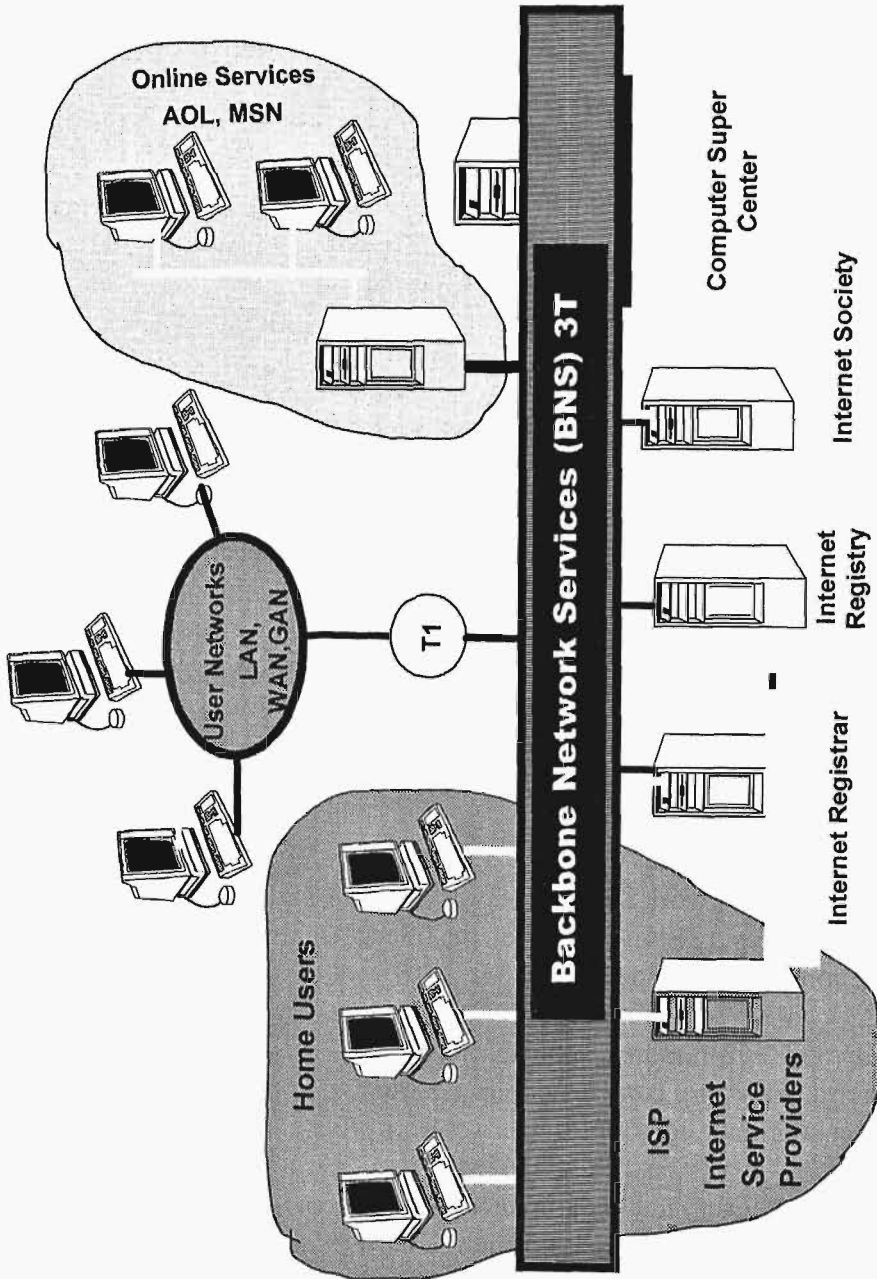 Online Services
AOL, MSN
User Networks
LAN,
WAN,GAN
T1
Home Users
Backbone Network Services (BNS) 3T
ISP
Internet
Service
Providers
Internet Registrar
Internet
Registry
Internet Society
Computer Super
Center